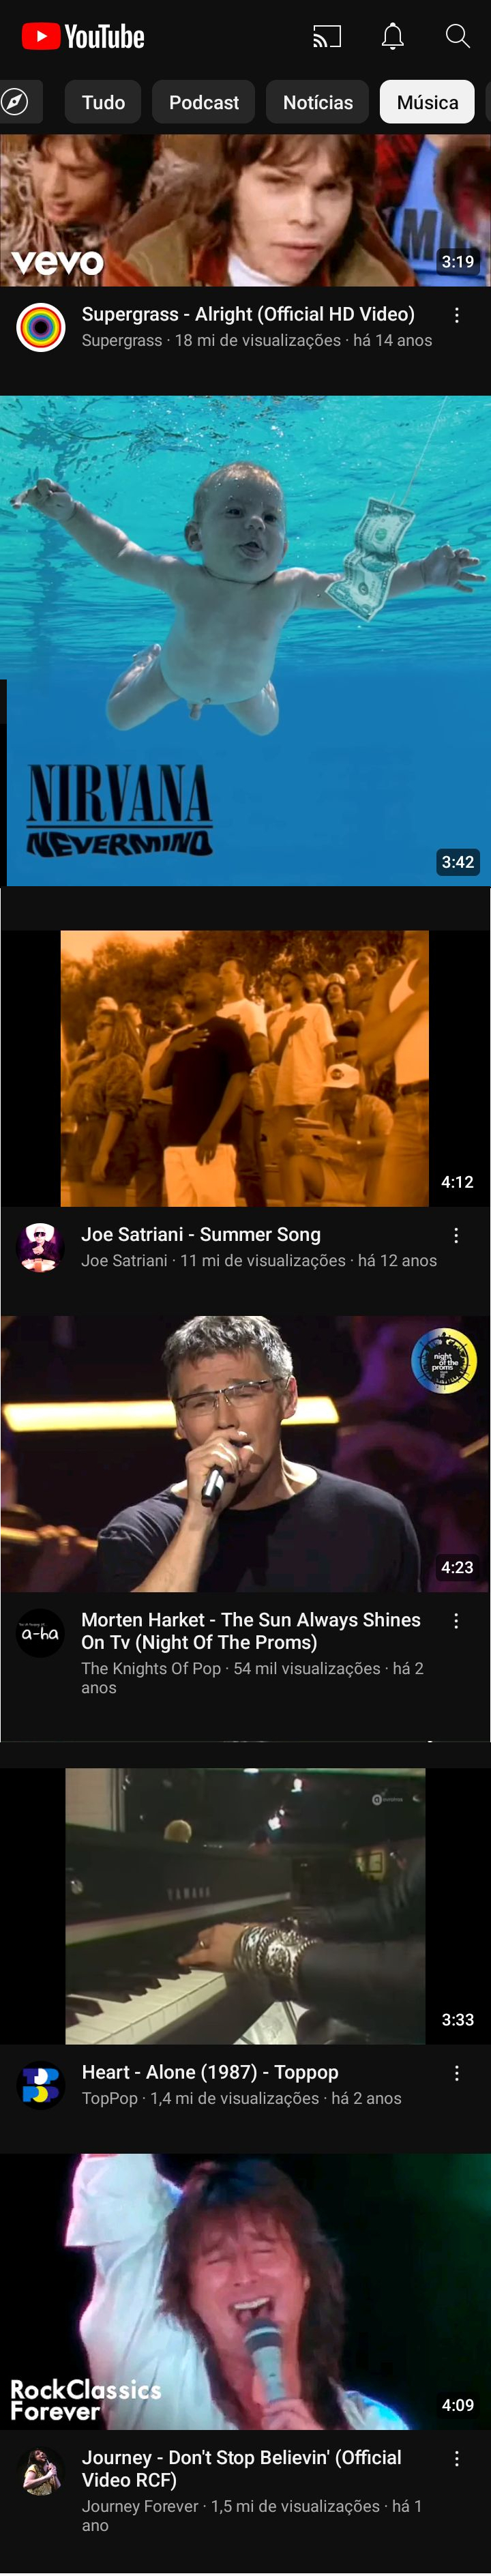 YouTube
Tudo Podcast Notícias Música
vevo
3:19
Supergrass - Alright (Official HD Video)
Supergrass · 18 mi de visualizações · há 14 anos
NIRVANA
NEVERMIND
3:42
4:12
Joe Satriani - Summer Song
Joe Satriani · 11 mi de visualizações · há 12 anos
night
of the
proms
4:23
a-ha
Morten Harket - The Sun Always Shines
On Tv (Night Of The Proms)
The Knights Of Pop · 54 mil visualizações · há 2
anos
YAMAHA
3:33
Heart - Alone (1987) - Toppop
TopPop · 1,4 mi de visualizações · há 2 anos
RockClassics
Forever
4:09
Journey - Don't Stop Believin' (Official
Video RCF)
Journey Forever · 1,5 mi de visualizações · há 1
ano